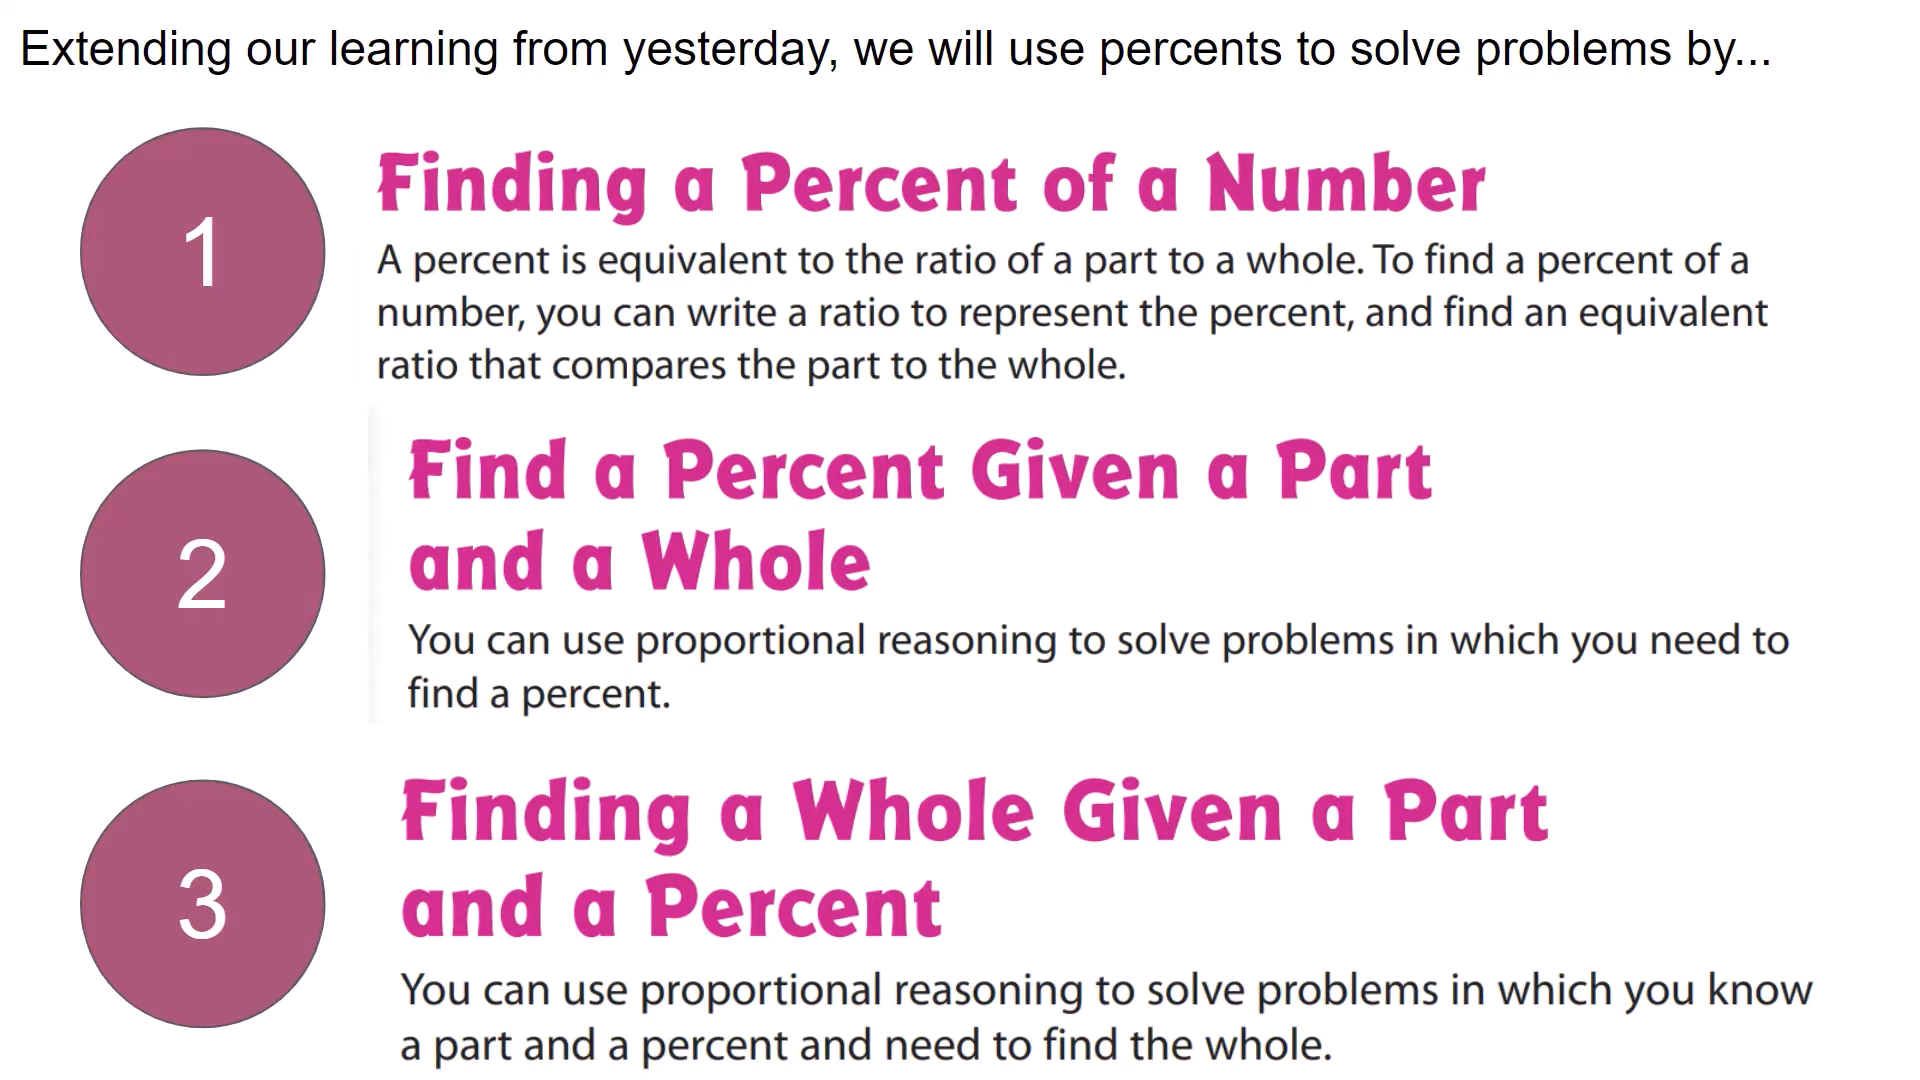 Extending our learning from yesterday, we will use percents to solve problems by...
1
Finding a Percent of a Number
A percent is equivalent to the ratio of a part to a whole. To find a percent of a
number, you can write a ratio to represent the percent, and find an equivalent
ratio that compares the part to the whole.
2
Find a Percent Given a Part
and a Whole
You can use proportional reasoning to solve problems in which you need to
find a percent.
3
Finding a Whole Given a Part
and a Percent
You can use proportional reasoning to solve problems in which you know
a part and a percent and need to find the whole.